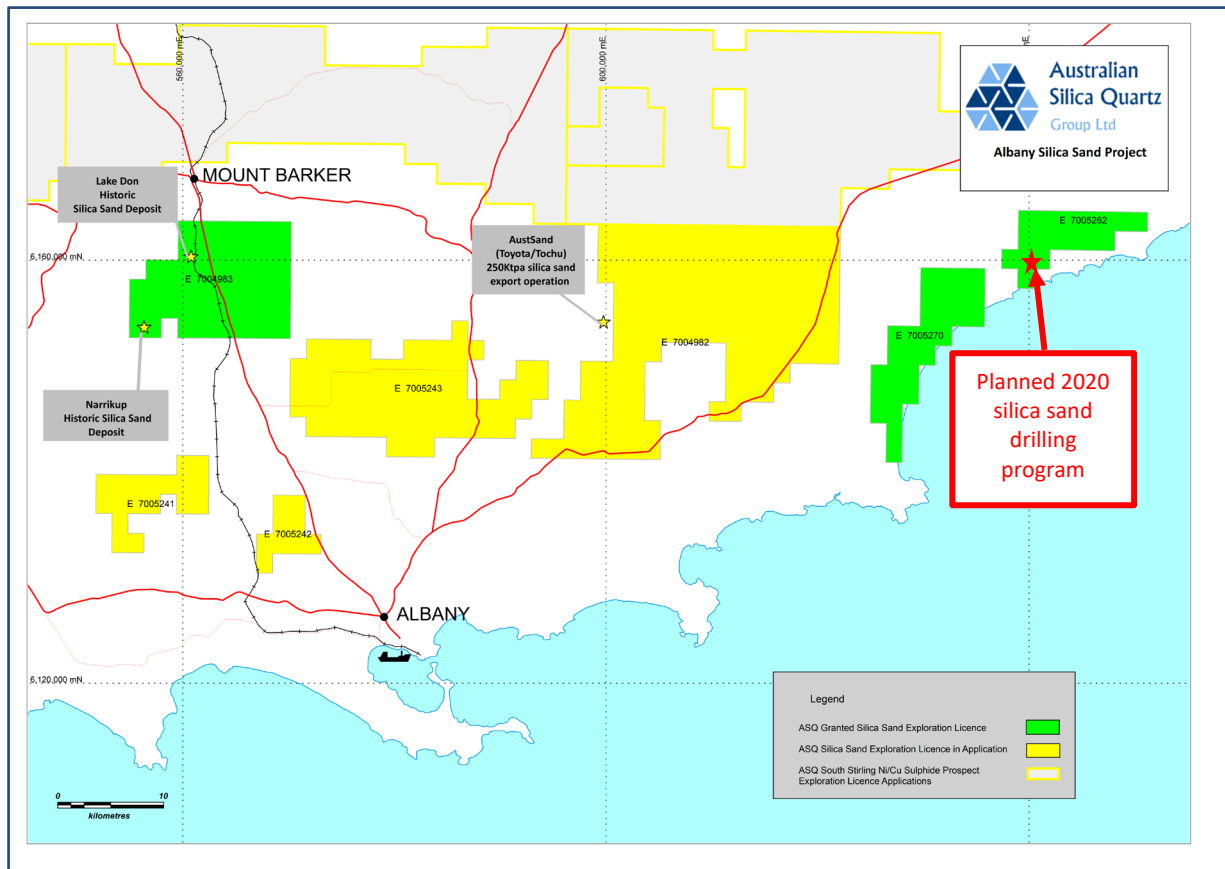 560,000 mE
600,000 mE
mE
Australian
Silica Quartz
Group Ltd
Albany Silica Sand Project
Lake Don
Historic
Silica Sand Deposit
MOUNT BARKER
E 7005262
AustSand
(Toyota/Tochu)
250Ktpa silica sand
export operation
6,160,000 mN
E 7004983
E 7005270
E 7004982
Planned 2020
silica sand
drilling
program
E 7005243
Narrikup
Historic Silica Sand
Deposit
E 7005241
E 7005242
ALBANY
6,120,000 mN
Legend
ASQ Granted Silica Sand Exploration Licence
ASQ Silica Sand Exploration Licence in Application
ASQ South Stirling Ni/Cu Sulphide Prospect
Exploration Licence Applications
0 10
kilometres